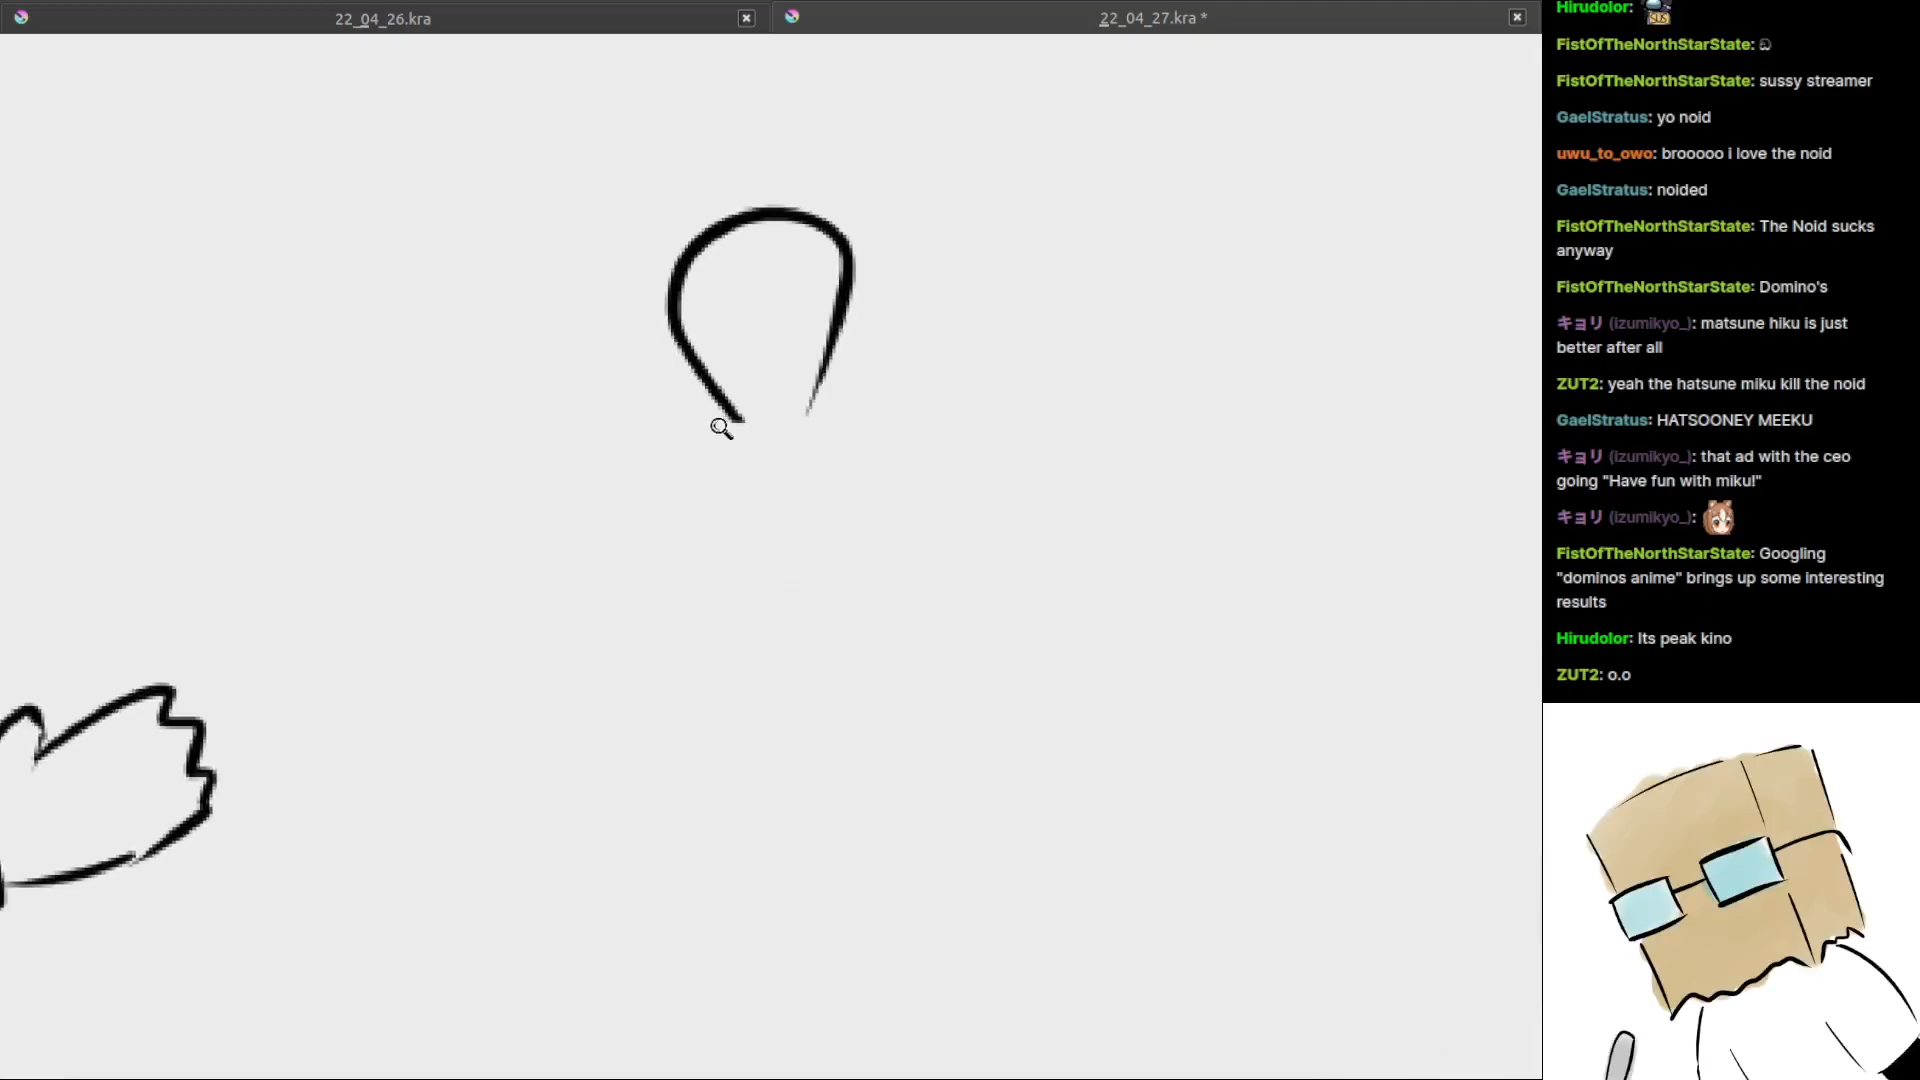 22_04_26.kra
22_04_27.kra *
Hirudolor:
SUS
FistOfTheNorthStarState: ඞ
FistOfTheNorthStarState: sussy streamer
GaelStratus: yo noid
uwu_to_owo: brooooo i love the noid
GaelStratus: noided
FistOfTheNorthStarState: The Noid sucks
anyway
FistOfTheNorthStarState: Domino's
キョリ (izumikyo_): matsune hiku is just
better after all
ZUT2: yeah the hatsune miku kill the noid
GaelStratus: HATSOONEY MEEKU
キョリ (izumikyo_): that ad with the ceo
going "Have fun with miku!"
キョリ (izumikyo_):
FistOfTheNorthStarState: Googling
"dominos anime" brings up some interesting
results
Hirudolor: Its peak kino
ZUT2: o.o